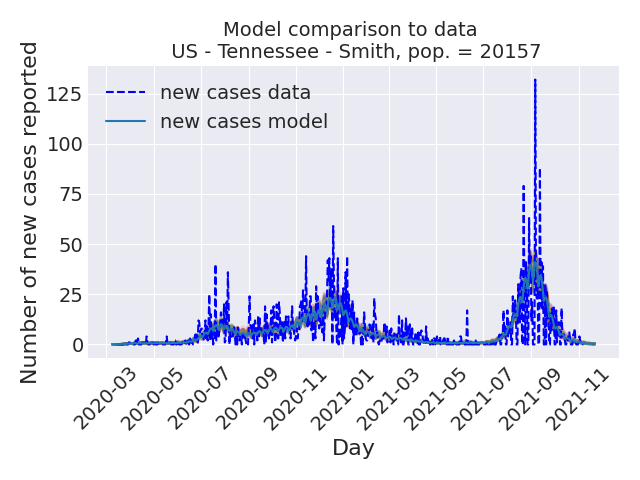 Model comparison to data
US - Tennessee - Smith, pop. = 20157
Number of new cases reported
125
100
75
50
25
0
new cases data
new cases model
2020-03
2020-05
2020-07
2020-09
2020-11
2021-01
2021-03
2021-05
2021-07
2021-09
2021-11
Day